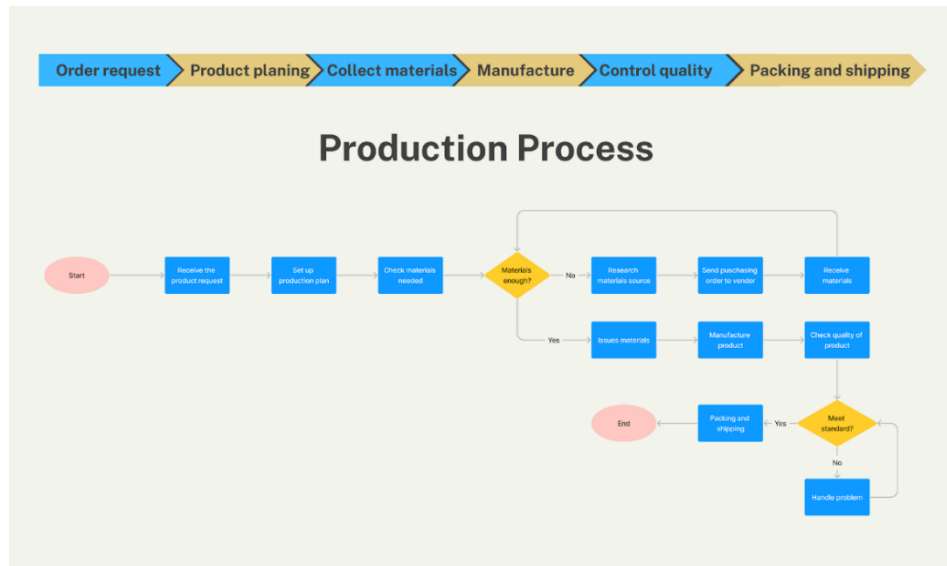 Order request
Product planing
Collect materials
Manufacture
Control quality
Packing and shipping
Production Process
Start
Receive the
product request
Set up
production plan
Check materials
needed
Materials
enough?
No
Research
materials source
Send puschasing
order to vendor
Receive
materials
Yes
Issues materials
Manufacture
product
Check quality of
product
Meet
standard?
Yes
Packing and
shipping
End
No
Handle problem